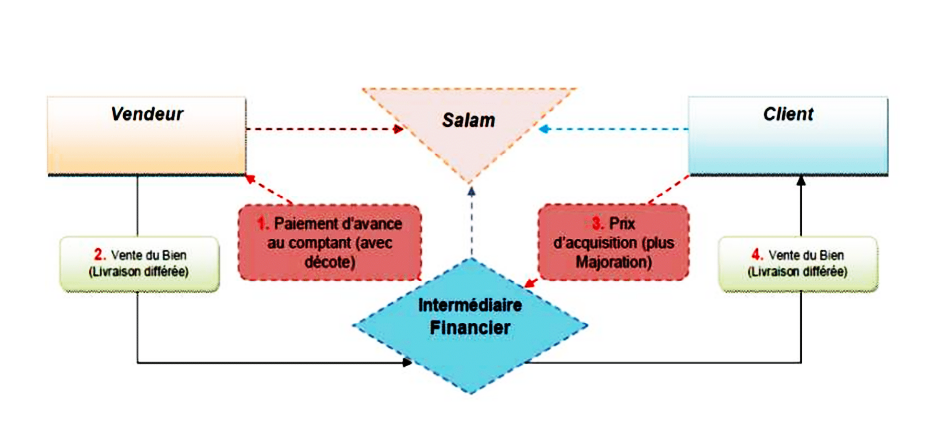 Vendeur
Salam
Client
1. Paiement d'avance
au comptant (avec
décote)
3. Prix
d'acquisition (plus
Majoration)
2. Vente du Bien
(Livraison différée)
4. Vente du Bien
(Livraison différée)
Intermédiaire
Financier